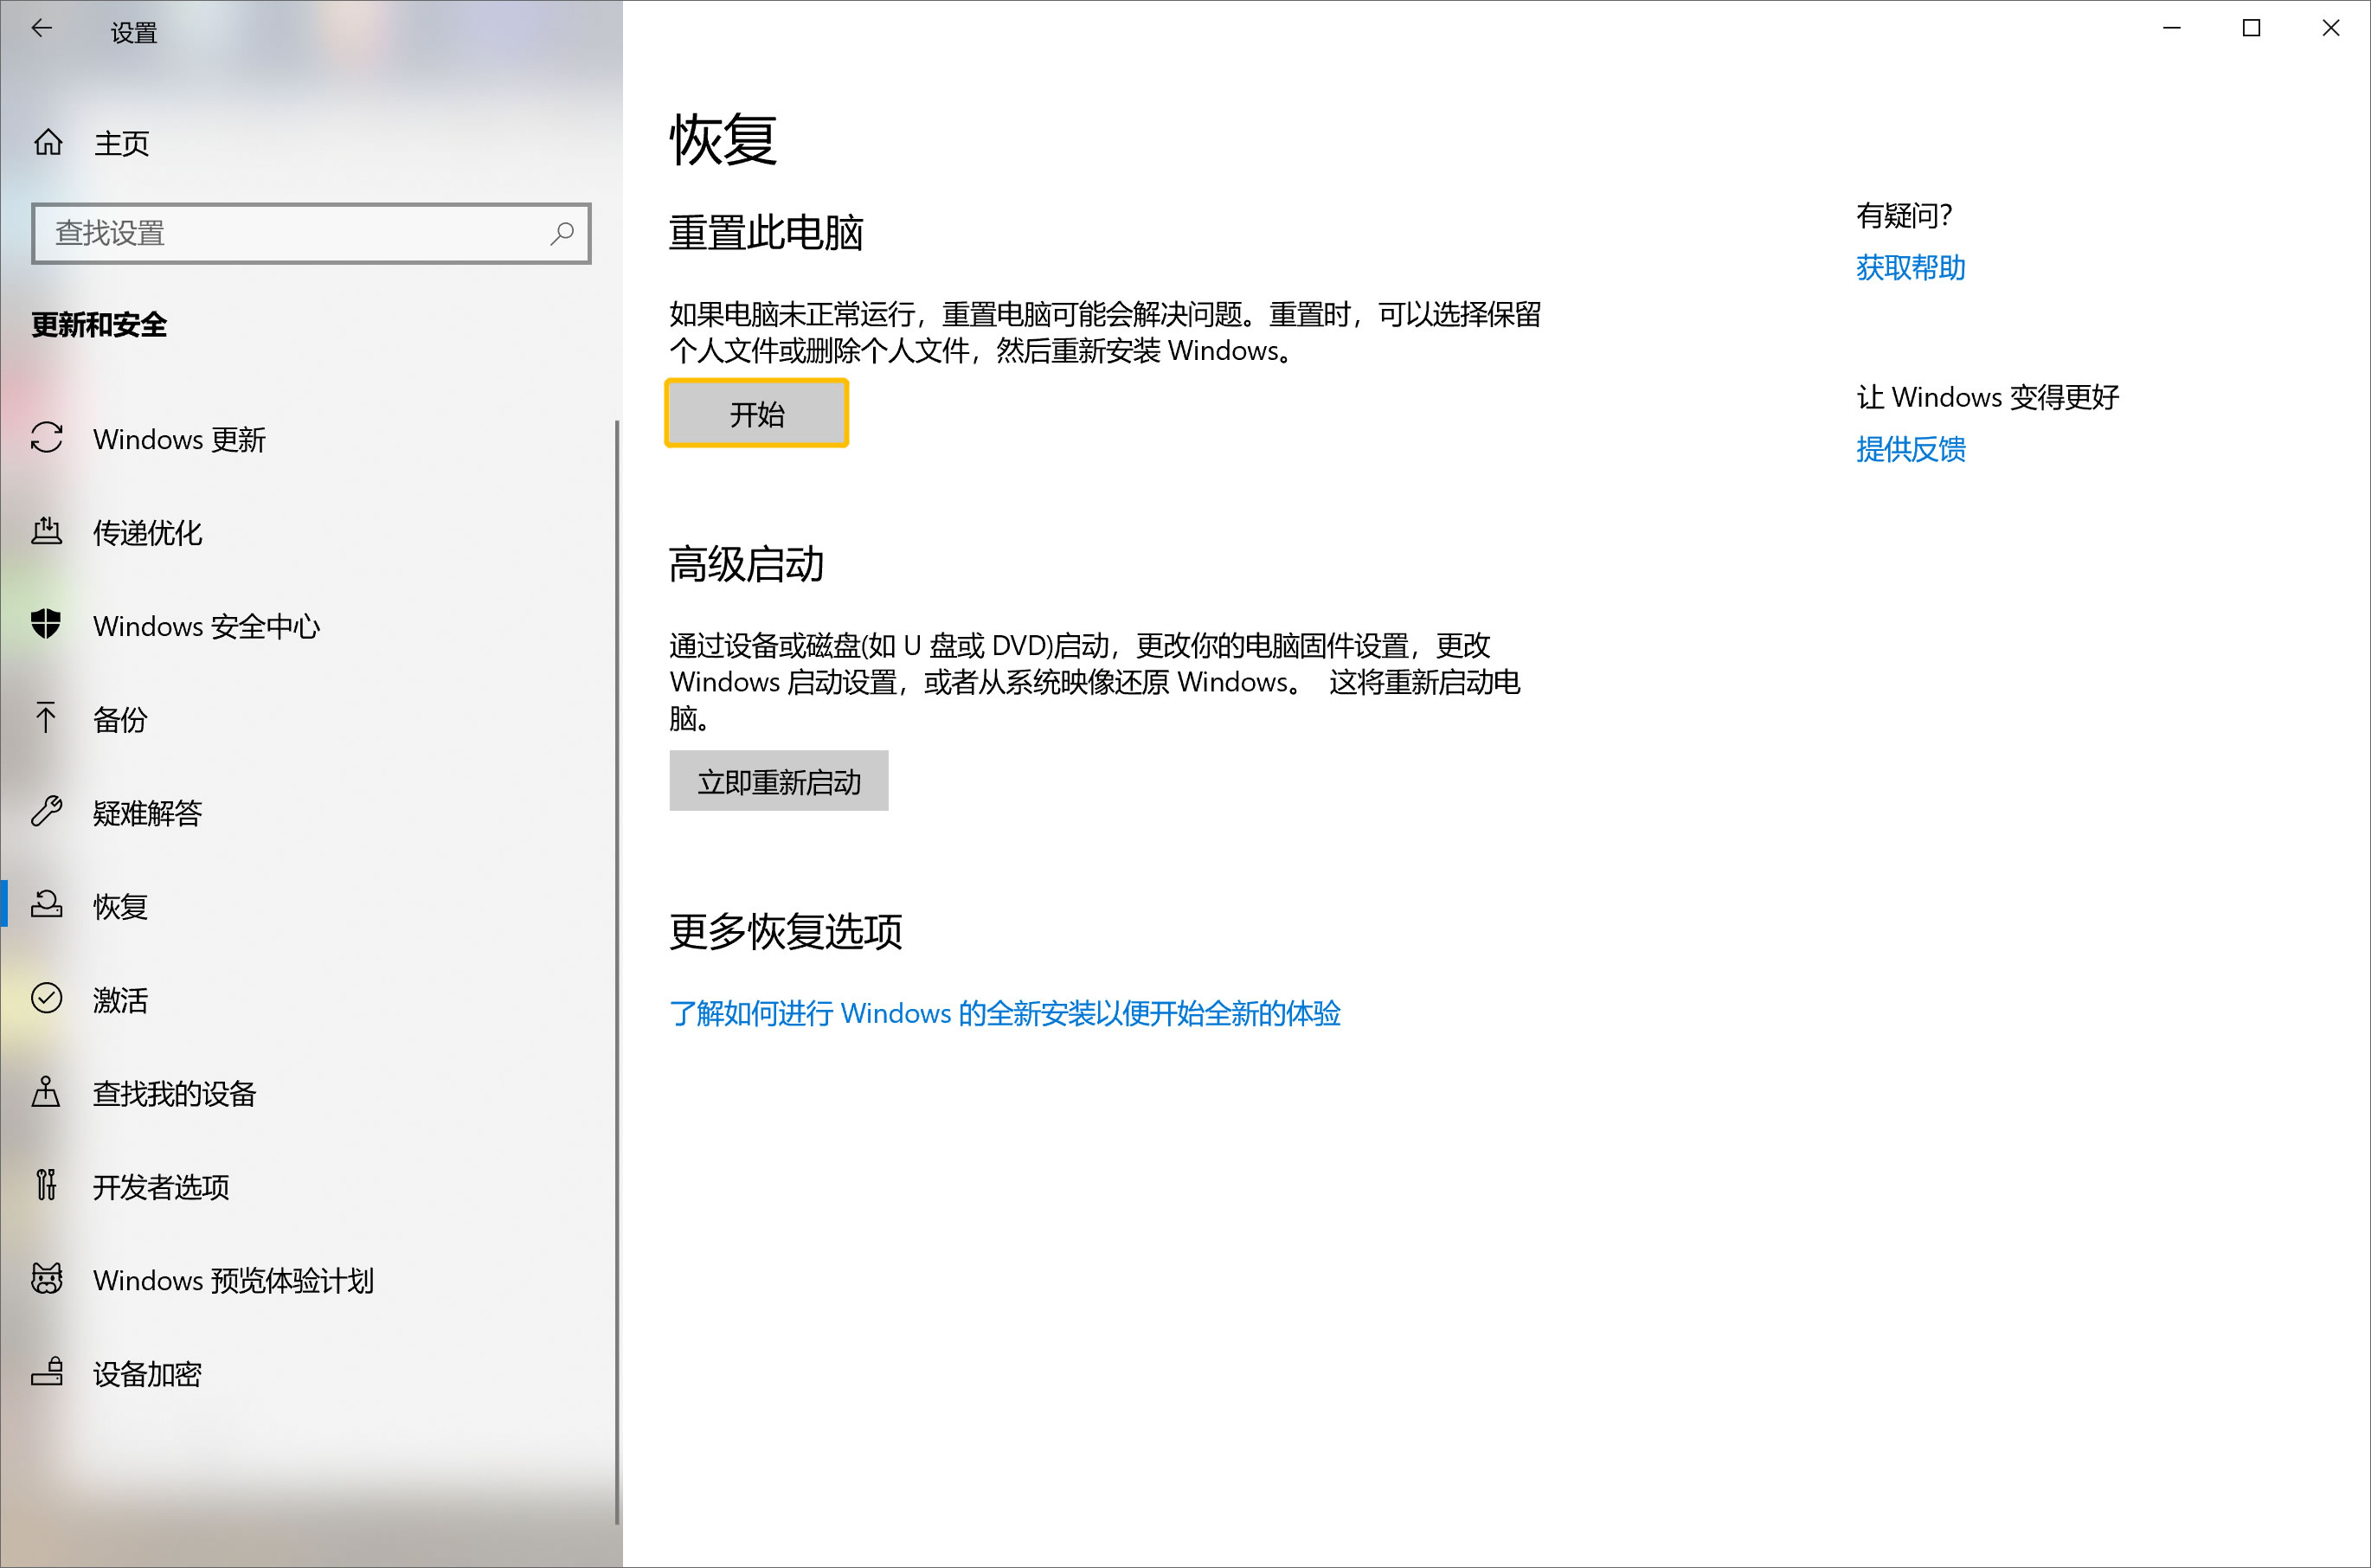 设置
主页
查找设置
更新和安全
Windows 更新
传递优化
Windows 安全中心
备份
疑难解答
恢复
激活
查找我的设备
开发者选项
Windows 预览体验计划
设备加密
恢复
重置此电脑
如果电脑未正常运行，重置电脑可能会解决问题。重置时，可以选择保留
个人文件或删除个人文件，然后重新安装 Windows。
开始
高级启动
通过设备或磁盘(如 U 盘或 DVD)启动，更改你的电脑固件设置，更改
Windows 启动设置，或者从系统映像还原 Windows。 这将重新启动电
脑。
立即重新启动
更多恢复选项
了解如何进行 Windows 的全新安装以便开始全新的体验
有疑问?
获取帮助
让 Windows 变得更好
提供反馈